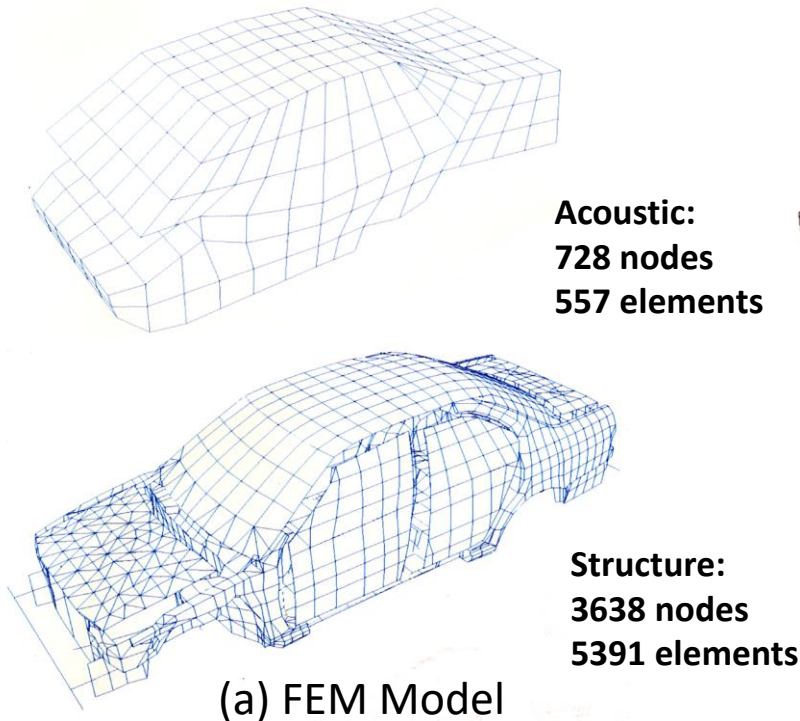 Acoustic:
728 nodes
557 elements
Structure:
3638 nodes
5391 elements
(a) FEM Model